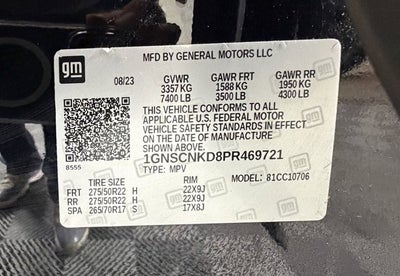 gm
MFD BY GENERAL MOTORS LLC
08/23 GVWR GAWR FRT GAWR RR
3357 KG 1588 KG 1950 KG
7400 LB 3500 LB 4300 LB
THIS VEHICLE CONFORMS TO ALL
APPLICABLE U.S. FEDERAL MOTOR
VEHICLE SAFETY STANDARDS IN EFFECT
ON THE DATE OF MANUFACTURE
8555
1GNSCNKD8PR469721
TYPE: MPV MODEL: 81CC10706
TIRE SIZE RIM
FRT 275/50R22 H 22X9J
RR 275/50R22 H 22X9J
SPA 265/70R17 S 17X8J